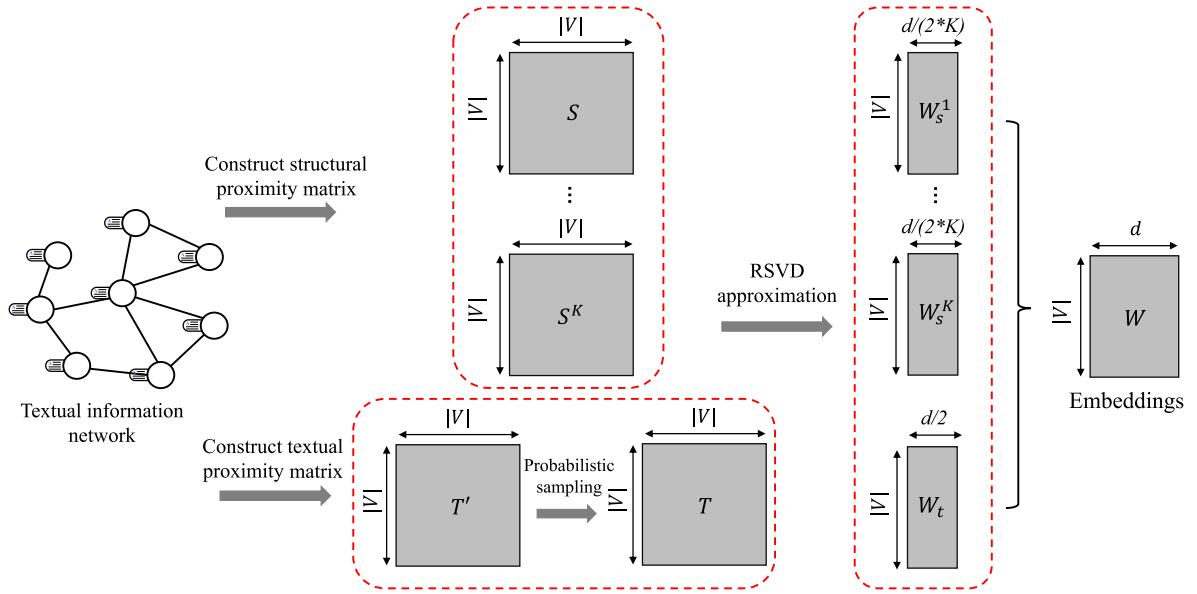 Textual information
network
Construct structural
proximity matrix
Construct textual
proximity matrix
|V|
|V|
S
...
|V|
|V|
S^K
|V|
|V|
T′
Probabilistic
sampling
|V|
|V|
T
RSVD
approximation
d/(2*K)
|V|
W_s^1
...
d/(2*K)
|V|
W_s^K
d/2
|V|
W_t
d
|V|
W
Embeddings